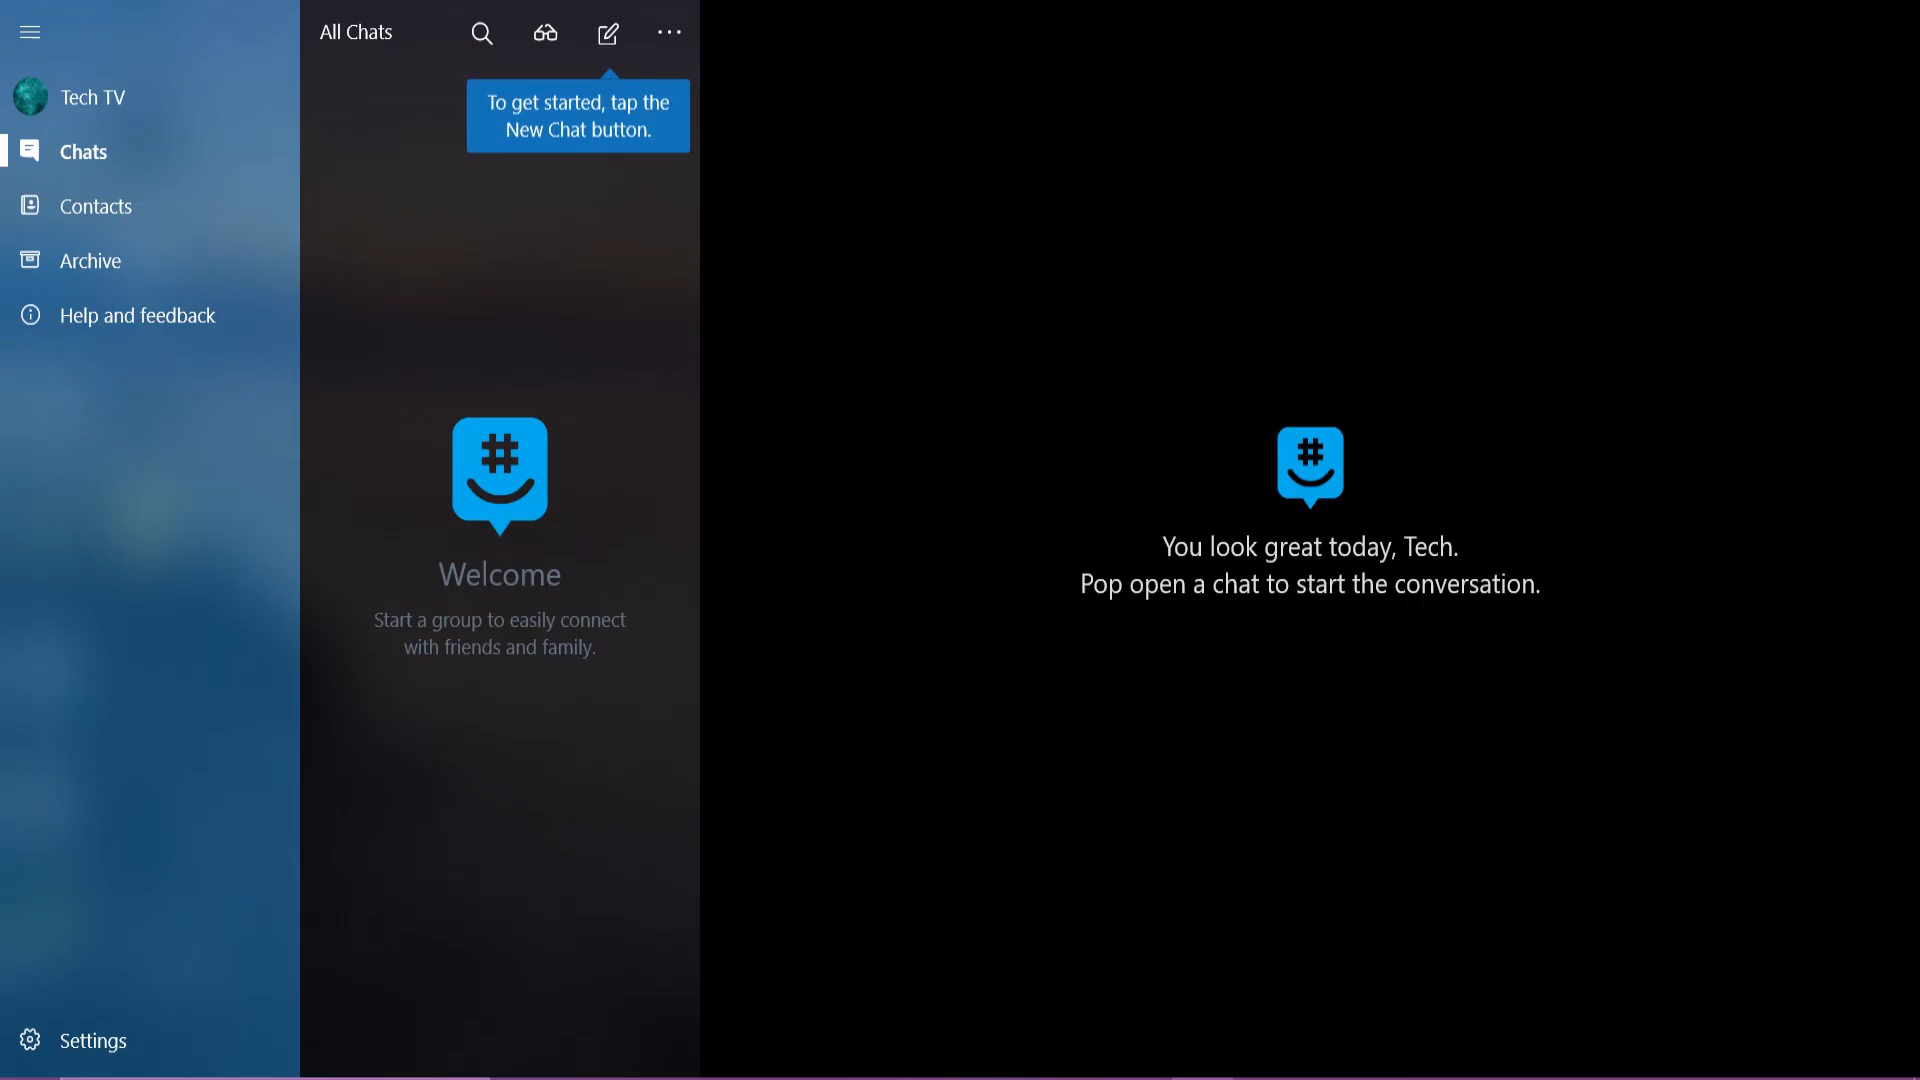 All Chats
To get started, tap the
New Chat button.
Tech TV
Chats
Contacts
Archive
Help and feedback
Settings
#
Welcome
Start a group to easily connect
with friends and family.
#
You look great today, Tech.
Pop open a chat to start the conversation.